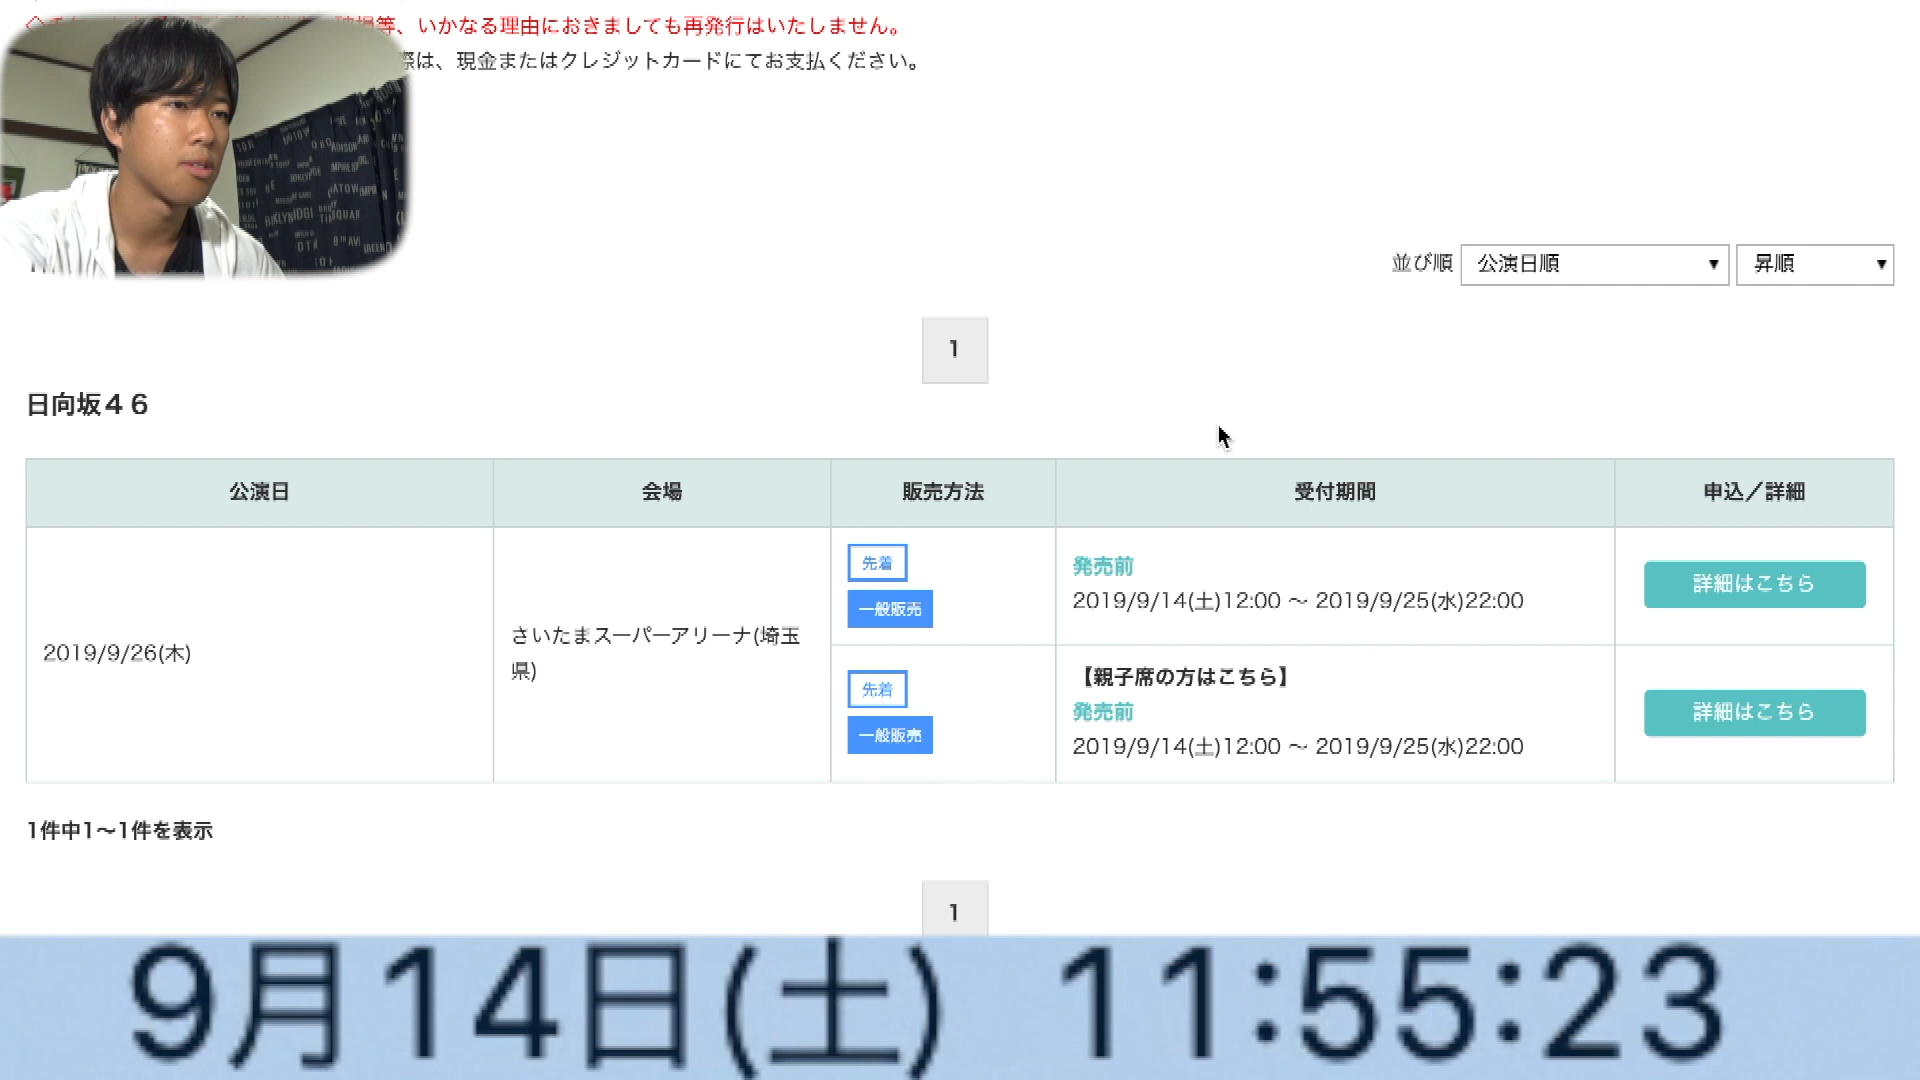 等、いかなる理由におきましても再発行はいたしません。
際は、現金またはクレジットカードにてお支払ください。
並び順 公演日順 昇順
1
日向坂４６
公演日 会場 販売方法 受付期間 申込／詳細
2019/9/26(木)
さいたまスーパーアリーナ(埼玉
県)
先着
一般販売
発売前
2019/9/14(土)12:00 〜 2019/9/25(水)22:00
詳細はこちら
先着
一般販売
【親子席の方はこちら】
発売前
2019/9/14(土)12:00 〜 2019/9/25(水)22:00
詳細はこちら
1件中1〜1件を表示
1
9月14日(土) 11:55:23